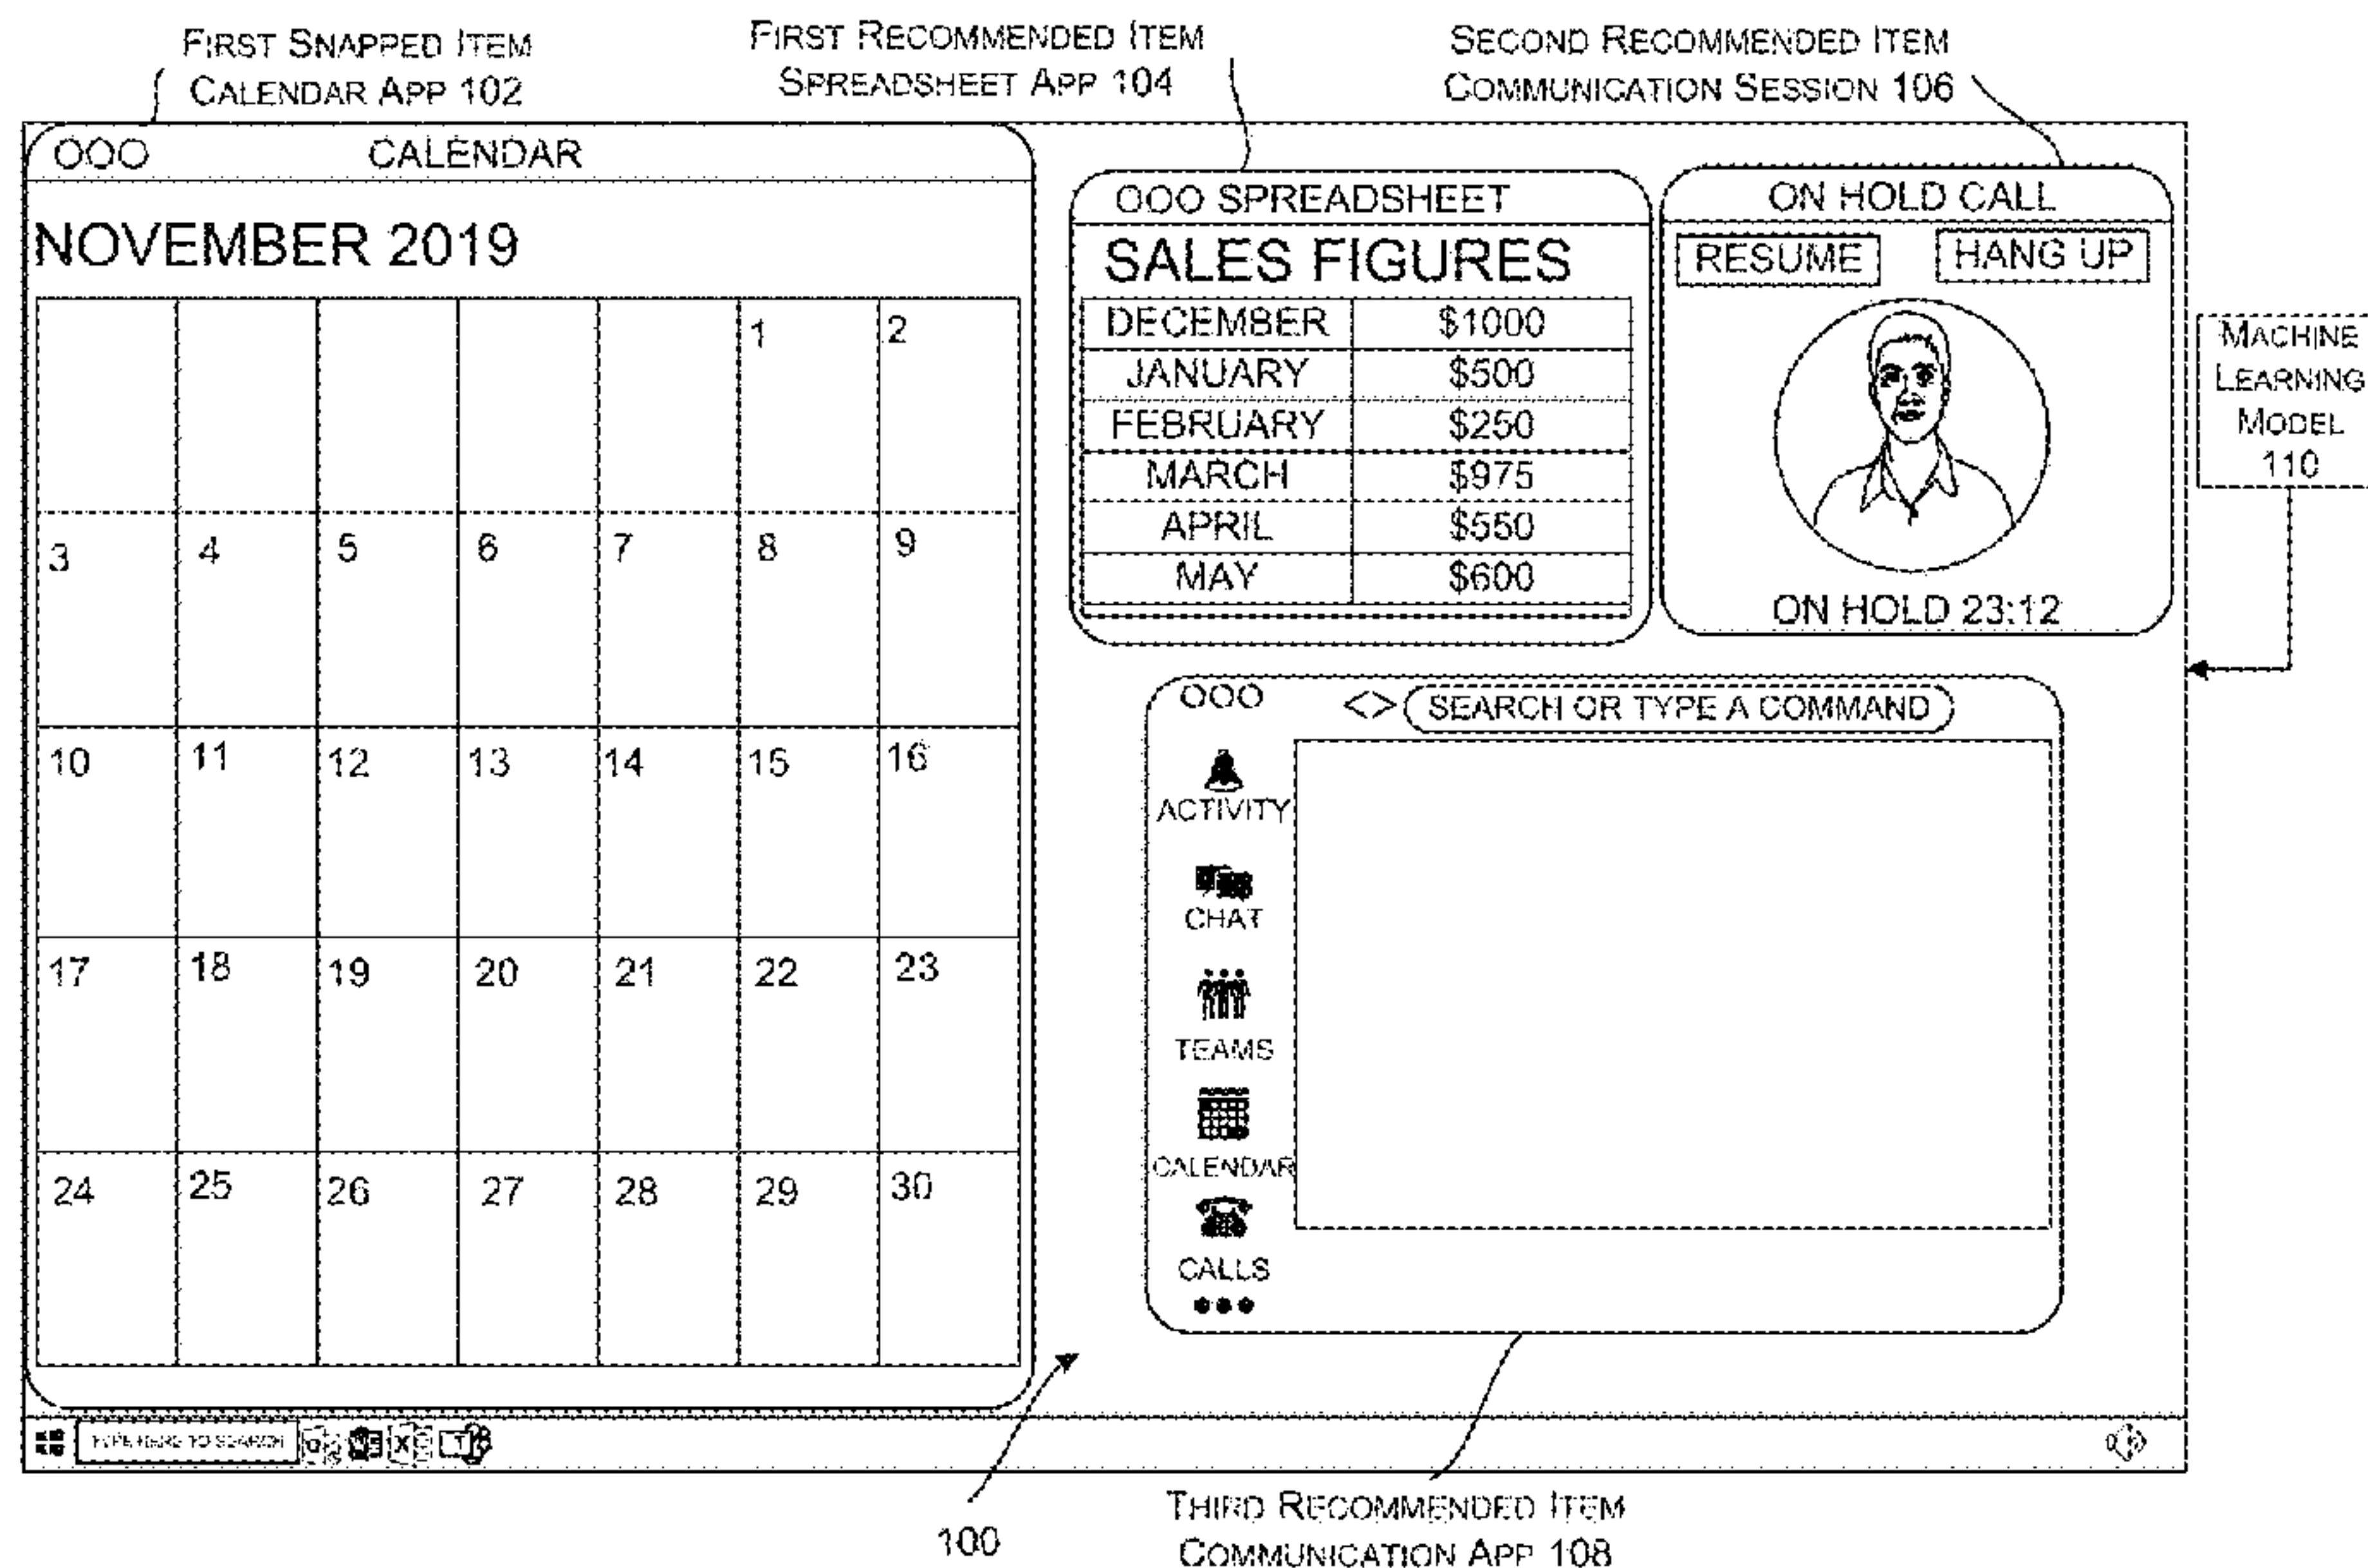 FIRST SNAPPED ITEM
CALENDAR APP 102
FIRST RECOMMENDED ITEM
SPREADSHEET APP 104
SECOND RECOMMENDED ITEM
COMMUNICATION SESSION 106
CALENDAR
NOVEMBER 2019
1 2
3 4 5 6 7 8 9
10 11 12 13 14 15 16
17 18 19 20 21 22 23
24 25 26 27 28 29 30
SPREADSHEET
SALES FIGURES
DECEMBER $1000
JANUARY $500
FEBRUARY $250
MARCH $975
APRIL $550
MAY $600
ON HOLD CALL
RESUME HANG UP
ON HOLD 23:12
MACHINE
LEARNING
MODEL
110
<> SEARCH OR TYPE A COMMAND
ACTIVITY
CHAT
TEAMS
CALENDAR
CALLS
TYPE HERE TO SEARCH
100
THIRD RECOMMENDED ITEM
COMMUNICATION APP 108